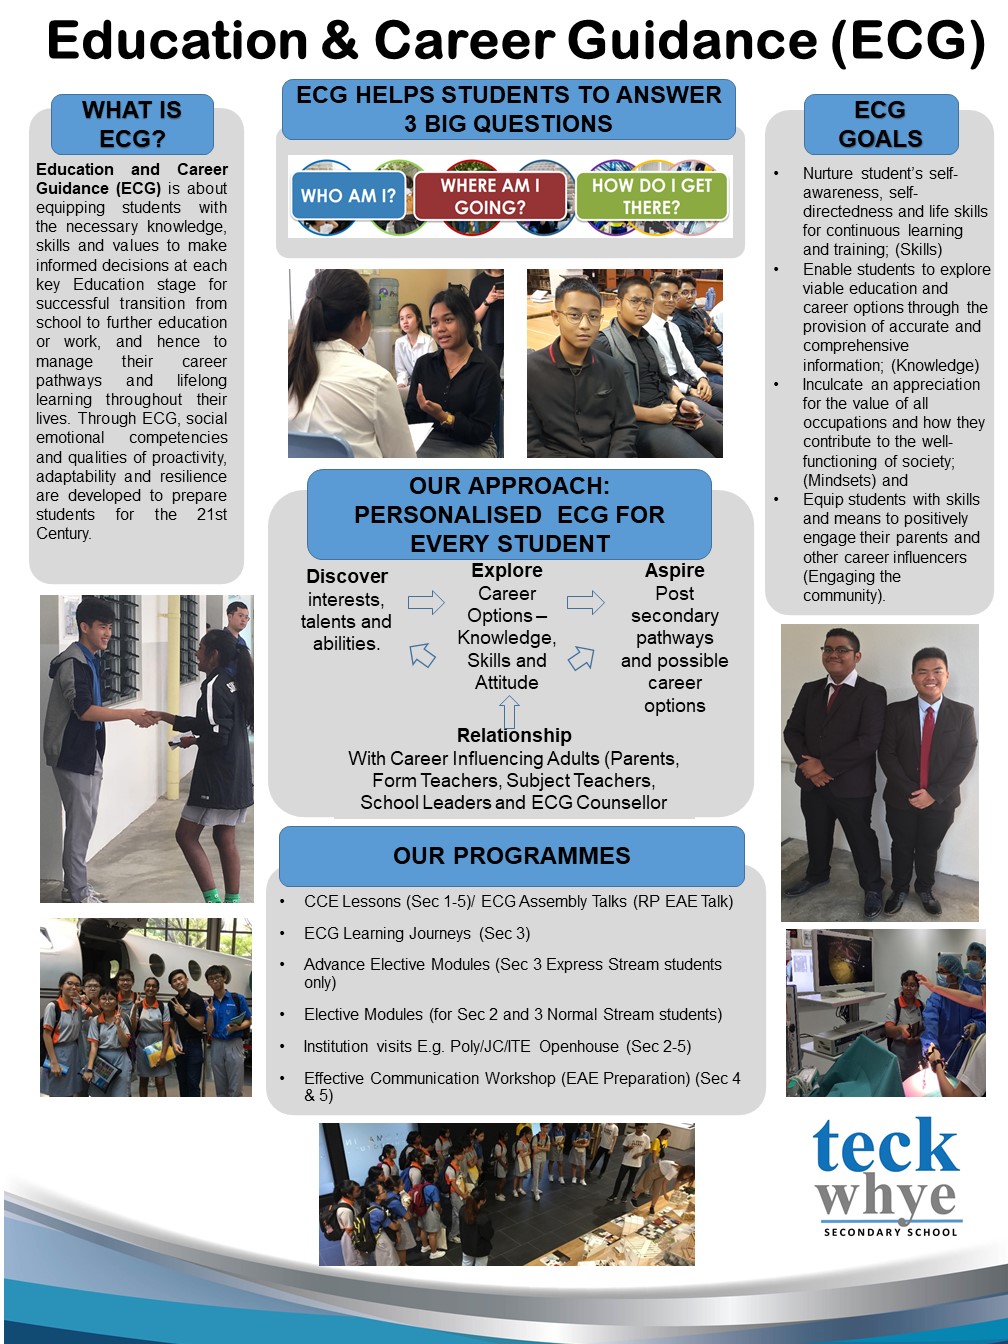 Education & Career Guidance (ECG)
WHAT IS
ECG?
Education and Career
Guidance (ECG) is about
equipping students with
the necessary knowledge,
skills and values to make
informed decisions at each
key Education stage for
successful transition from
school to further education
or work, and hence to
manage their career
pathways and lifelong
learning throughout their
lives. Through ECG, social
emotional competencies
and qualities of proactivity,
adaptability and resilience
are developed to prepare
students for the 21st
Century.
ECG HELPS STUDENTS TO ANSWER
3 BIG QUESTIONS
WHO AM I?
WHERE AM I
GOING?
HOW DO I GET
THERE?
ECG
GOALS
• Nurture student's self-
awareness, self-
directedness and life skills
for continuous learning
and training; (Skills)
• Enable students to explore
viable education and
career options through the
provision of accurate and
comprehensive
information; (Knowledge)
• Inculcate an appreciation
for the value of all
occupations and how they
contribute to the well-
functioning of society;
(Mindsets) and
• Equip students with skills
and means to positively
engage their parents and
other career influencers
(Engaging the
community).
OUR APPROACH:
PERSONALISED ECG FOR
EVERY STUDENT
Discover
interests,
talents and
abilities.
Explore
Career
Options –
Knowledge,
Skills and
Attitude
Aspire
Post
secondary
pathways
and possible
career
options
Relationship
With Career Influencing Adults (Parents,
Form Teachers, Subject Teachers,
School Leaders and ECG Counsellor
OUR PROGRAMMES
• CCE Lessons (Sec 1-5)/ ECG Assembly Talks (RP EAE Talk)
• ECG Learning Journeys (Sec 3)
• Advance Elective Modules (Sec 3 Express Stream students
only)
• Elective Modules (for Sec 2 and 3 Normal Stream students)
• Institution visits E.g. Poly/JC/ITE Openhouse (Sec 2-5)
• Effective Communication Workshop (EAE Preparation) (Sec 4
& 5)
teck
whye
SECONDARY SCHOOL